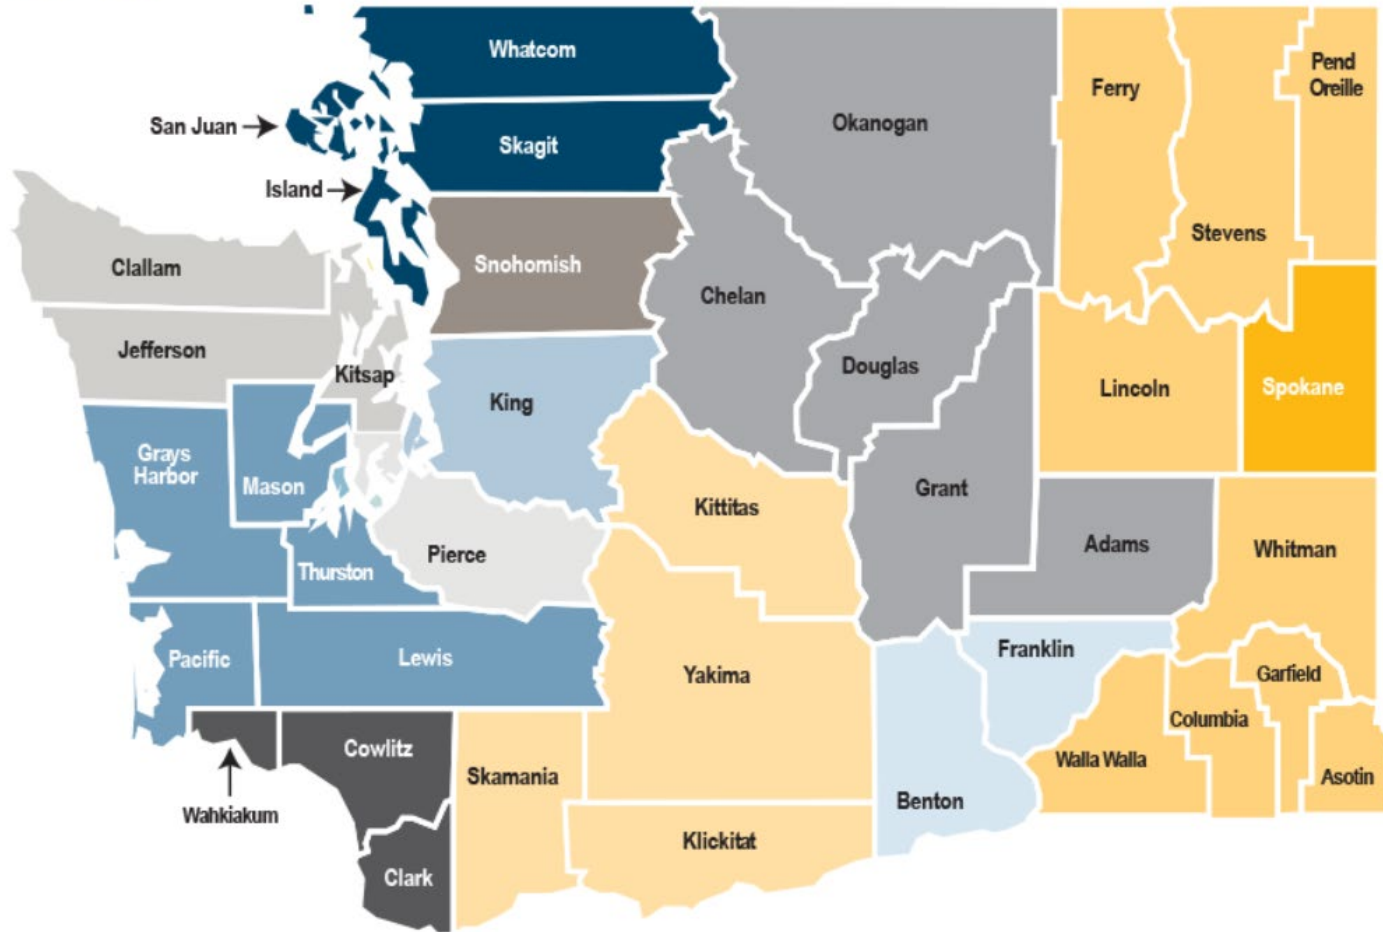 Whatcom
Pend
Oreille
Ferry
Okanogan
San Juan
Skagit
Island
Stevens
Clallam
Snohomish
Chelan
Jefferson
Douglas
Kitsap
Lincoln
Spokane
King
Grays
Harbor
Mason
Grant
Kittitas
Adams
Whitman
Pierce
Thurston
Franklin
Pacific
Lewis
Yakima
Garfield
Columbia
Cowlitz
Walla Walla
Skamania
Asotin
Benton
Wahkiakum
Klickitat
Clark